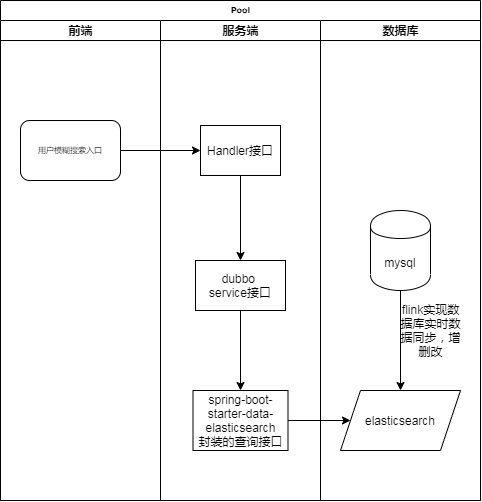 Pool
前端
服务端
数据库
用户模糊搜索入口
Handler接口
dubbo
service接口
mysql
flink实现数
据库实时数
据同步，增
删改
spring-boot-
starter-data-
elasticsearch
封装的查询接口
elasticsearch